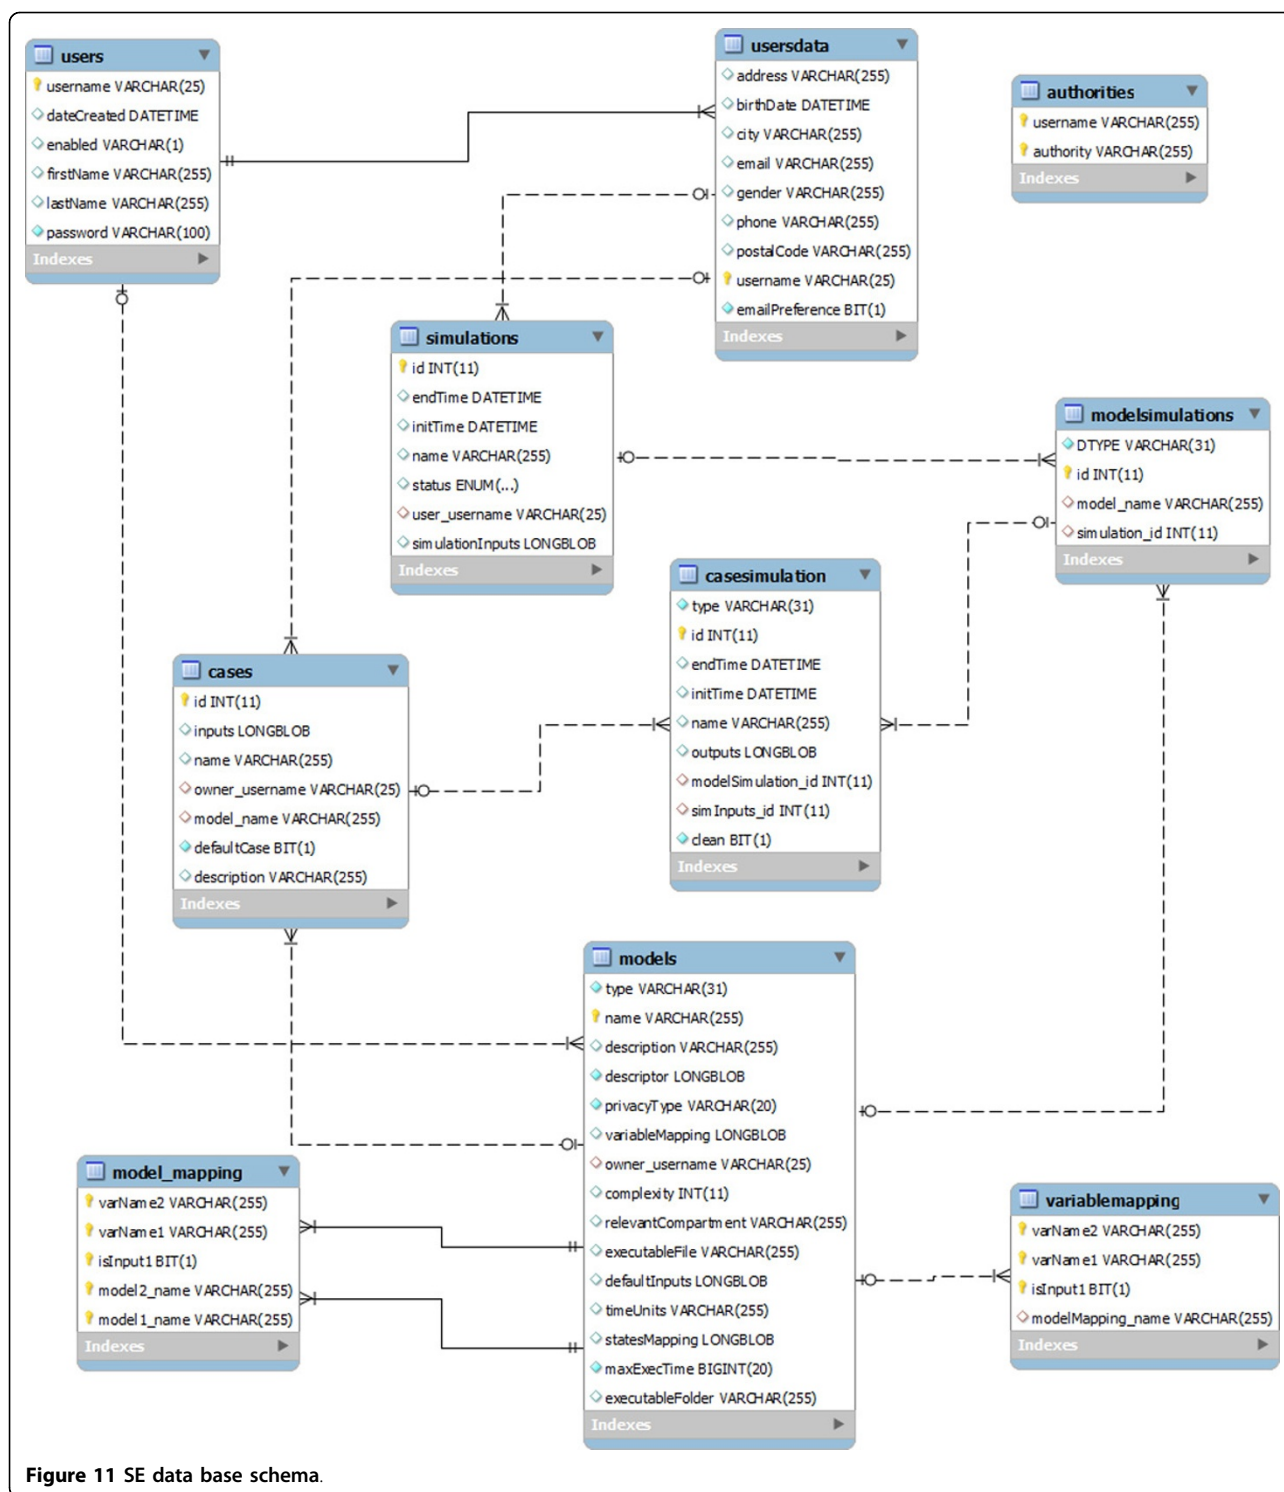 users
username VARCHAR(25)
dateCreated DATETIME
enabled VARCHAR(1)
firstName VARCHAR(255)
lastName VARCHAR(255)
password VARCHAR(100)
Indexes
usersdata
address VARCHAR(255)
birthDate DATETIME
city VARCHAR(255)
email VARCHAR(255)
gender VARCHAR(255)
phone VARCHAR(255)
postalCode VARCHAR(255)
username VARCHAR(25)
emailPreference BIT(1)
Indexes
authorities
username VARCHAR(255)
authority VARCHAR(255)
Indexes
simulations
id INT(11)
endTime DATETIME
initTime DATETIME
name VARCHAR(255)
status ENUM(...)
user_username VARCHAR(25)
simulationInputs LONGBLOB
Indexes
modelsimulations
DTYPE VARCHAR(31)
id INT(11)
model_name VARCHAR(255)
simulation_id INT(11)
Indexes
casesimulation
type VARCHAR(31)
id INT(11)
endTime DATETIME
initTime DATETIME
name VARCHAR(255)
outputs LONGBLOB
modelSimulation_id INT(11)
simInputs_id INT(11)
clean BIT(1)
Indexes
cases
id INT(11)
inputs LONGBLOB
name VARCHAR(255)
owner_username VARCHAR(25)
model_name VARCHAR(255)
defaultCase BIT(1)
description VARCHAR(255)
Indexes
models
type VARCHAR(31)
name VARCHAR(255)
description VARCHAR(255)
descriptor LONGBLOB
privacyType VARCHAR(20)
variableMapping LONGBLOB
owner_username VARCHAR(25)
complexity INT(11)
relevantCompartment VARCHAR(255)
executableFile VARCHAR(255)
defaultInputs LONGBLOB
timeUnits VARCHAR(255)
statesMapping LONGBLOB
maxExecTime BIGINT(20)
executableFolder VARCHAR(255)
Indexes
model_mapping
varName2 VARCHAR(255)
varName1 VARCHAR(255)
isInput1 BIT(1)
model2_name VARCHAR(255)
model1_name VARCHAR(255)
Indexes
variablemapping
varName2 VARCHAR(255)
varName1 VARCHAR(255)
isInput1 BIT(1)
modelMapping_name VARCHAR(255)
Indexes
Figure 11 SE data base schema.